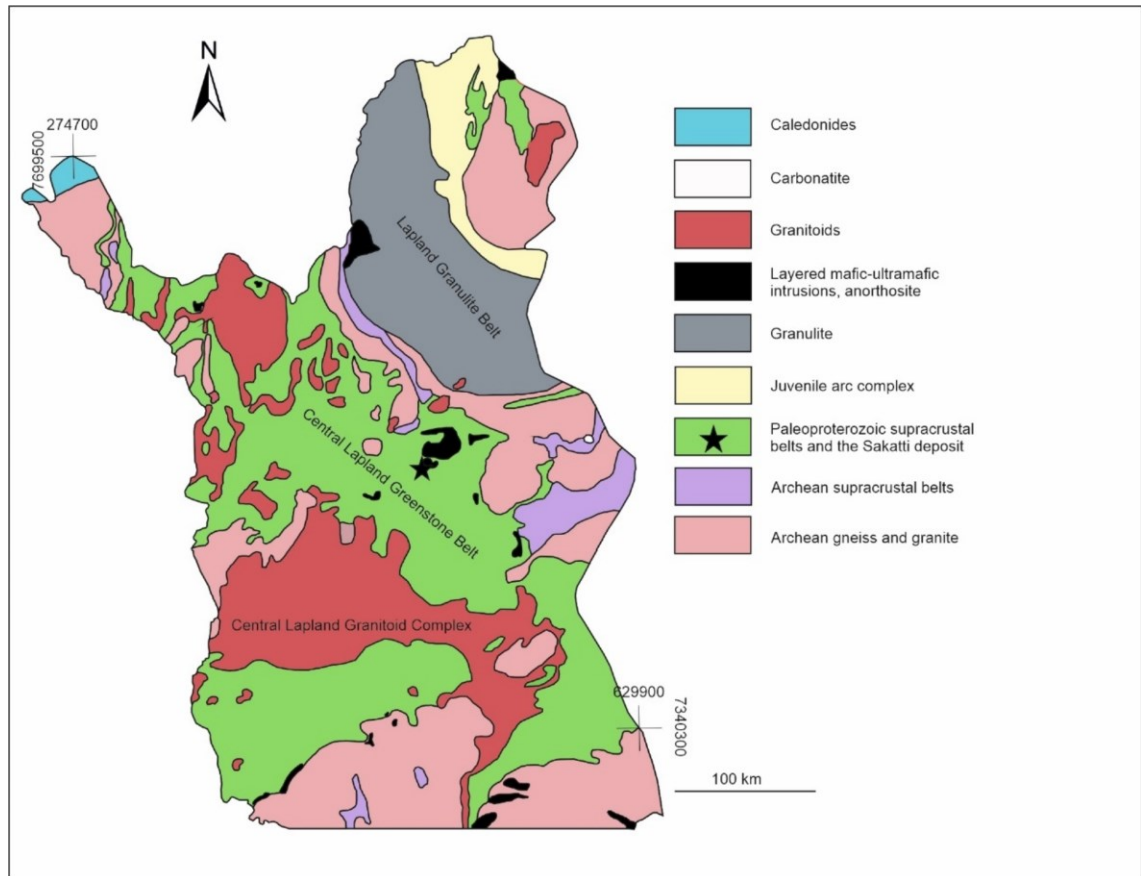 N
274700
7699500
Lapland Granulite Belt
Central Lapland Greenstone Belt
Central Lapland Granitoid Complex
629900
7340300
100 km
Caledonides
Carbonatite
Granitoids
Layered mafic-ultramafic
intrusions, anorthosite
Granulite
Juvenile arc complex
Paleoproterozoic supracrustal
belts and the Sakatti deposit
Archean supracrustal belts
Archean gneiss and granite